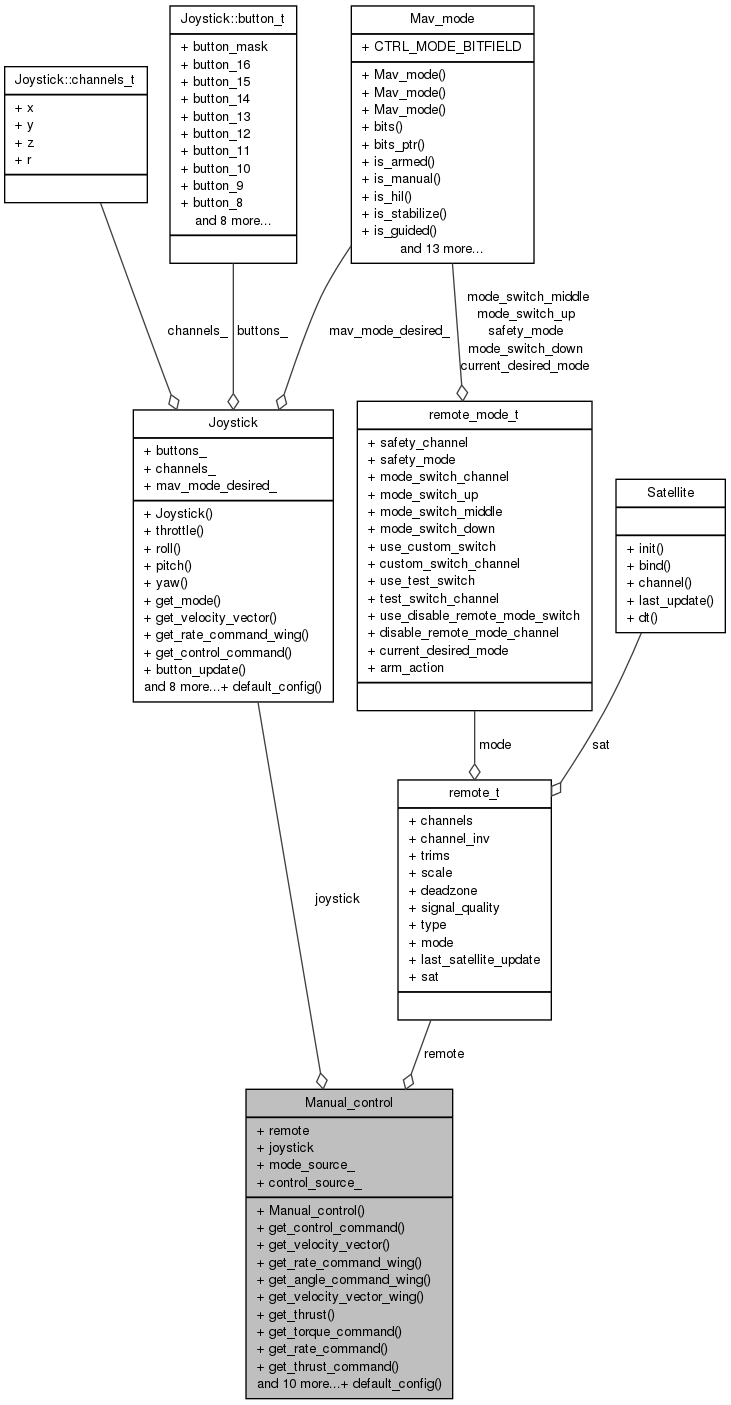 Joystick::channels_t
+ x
+ y
+ z
+ r
Joystick::button_t
+ button_mask
+ button_16
+ button_15
+ button_14
+ button_13
+ button_12
+ button_11
+ button_10
+ button_9
+ button_8
and 8 more...
Mav_mode
+ CTRL_MODE_BITFIELD
+ Mav_mode()
+ Mav_mode()
+ Mav_mode()
+ bits()
+ bits_ptr()
+ is_armed()
+ is_manual()
+ is_hil()
+ is_stabilize()
+ is_guided()
and 13 more...
channels_
buttons_
mav_mode_desired_
mode_switch_middle
mode_switch_up
safety_mode
mode_switch_down
current_desired_mode
Joystick
+ buttons_
+ channels_
+ mav_mode_desired_
+ Joystick()
+ throttle()
+ roll()
+ pitch()
+ yaw()
+ get_mode()
+ get_velocity_vector()
+ get_rate_command_wing()
+ get_control_command()
+ button_update()
and 8 more...+ default_config()
remote_mode_t
+ safety_channel
+ safety_mode
+ mode_switch_channel
+ mode_switch_up
+ mode_switch_middle
+ mode_switch_down
+ use_custom_switch
+ custom_switch_channel
+ use_test_switch
+ test_switch_channel
+ use_disable_remote_mode_switch
+ disable_remote_mode_channel
+ current_desired_mode
+ arm_action
Satellite
+ init()
+ bind()
+ channel()
+ last_update()
+ dt()
mode
sat
remote_t
+ channels
+ channel_inv
+ trims
+ scale
+ deadzone
+ signal_quality
+ type
+ mode
+ last_satellite_update
+ sat
joystick
remote
Manual_control
+ remote
+ joystick
+ mode_source_
+ control_source_
+ Manual_control()
+ get_control_command()
+ get_velocity_vector()
+ get_rate_command_wing()
+ get_angle_command_wing()
+ get_velocity_vector_wing()
+ get_thrust()
+ get_torque_command()
+ get_rate_command()
+ get_thrust_command()
and 10 more...+ default_config()